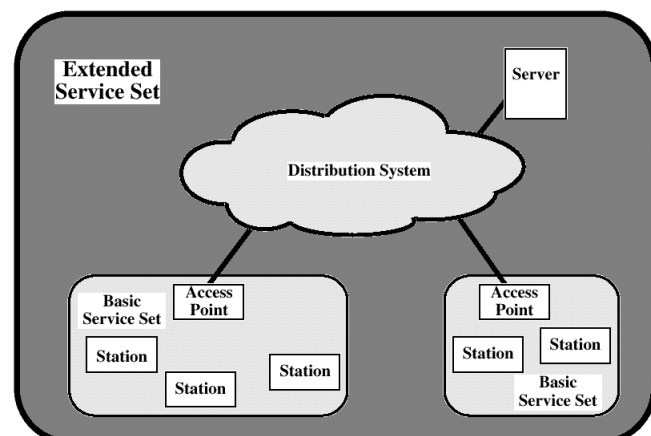 Extended
Service Set
Server
Distribution System
Basic
Service Set
Access
Point
Station
Station
Station
Access
Point
Station
Station
Basic
Service Set